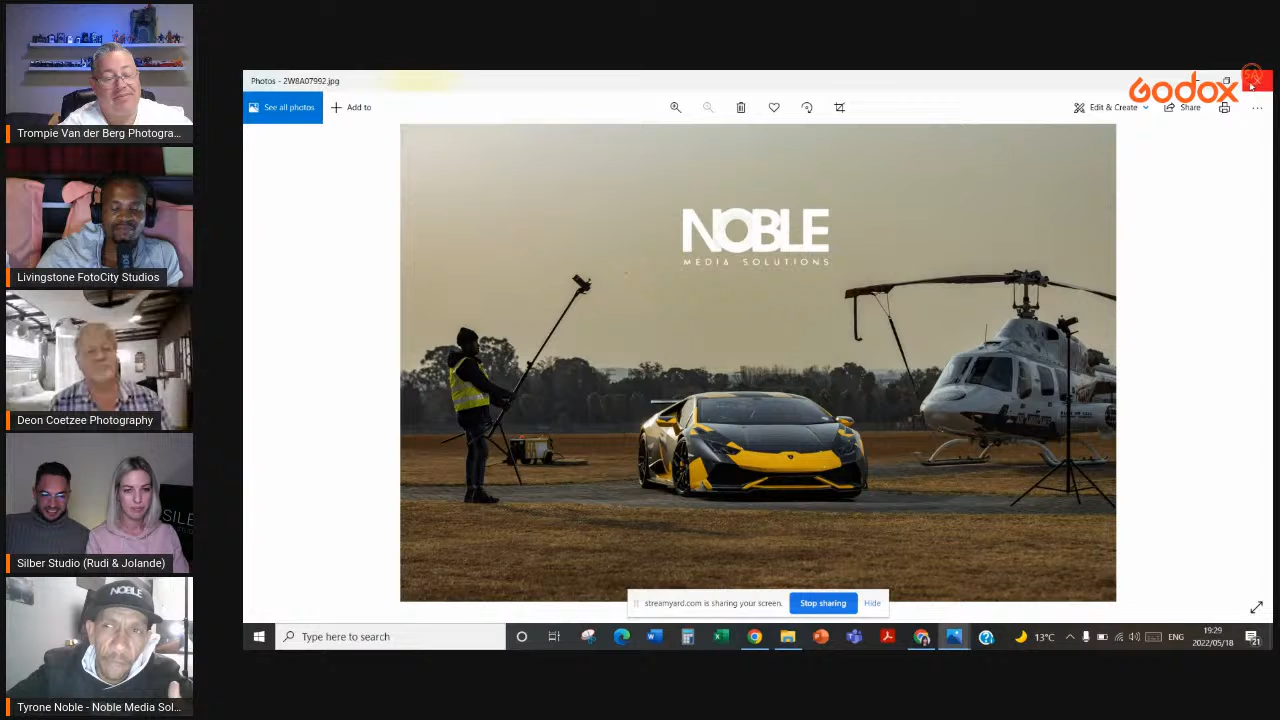 Trompie Van der Berg Photogra...
Livingstone FotoCity Studios
Deon Coetzee Photography
Silber Studio (Rudi & Jolande)
NOBLE
Tyrone Noble - Noble Media Sol...
Photos - 2W8A07992.jpg
Godox
See all photos
Add to
Edit & Create
Share
NOBLE
MEDIA SOLUTIONS
streamyard.com is sharing your screen.
Stop sharing
Hide
Type here to search
13°C
ENG
19:29
2022/05/18
21